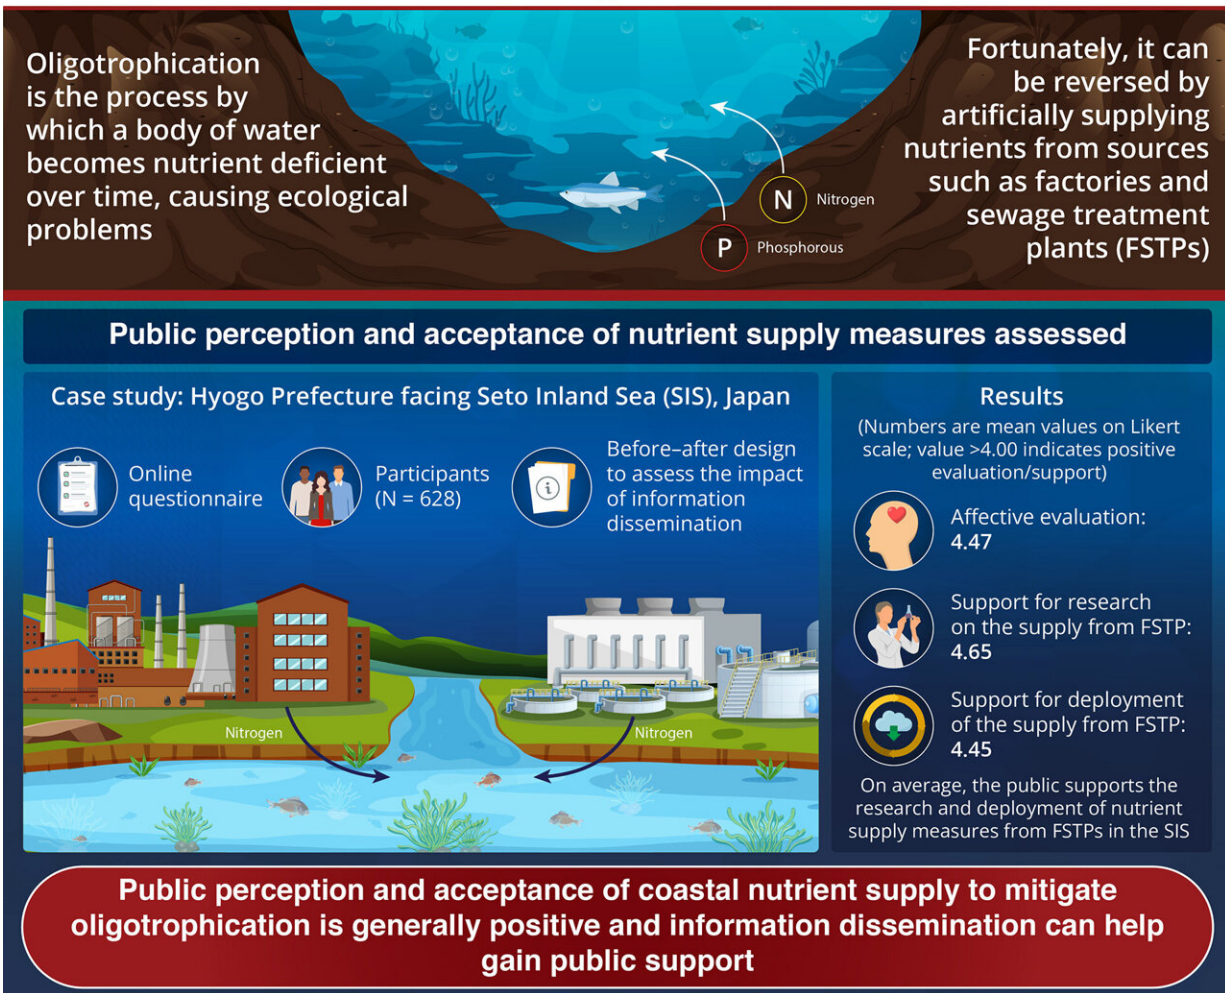 Oligotrophication
is the process by
which a body of water
becomes nutrient deficient
over time, causing ecological
problems
N
Nitrogen
P
Phosphorous
Fortunately, it can
be reversed by
artificially supplying
nutrients from sources
such as factories and
sewage treatment
plants (FSTPs)
Public perception and acceptance of nutrient supply measures assessed
Case study: Hyogo Prefecture facing Seto Inland Sea (SIS), Japan
Online
questionnaire
Participants
(N = 628)
Before–after design
to assess the impact
of information
dissemination
Nitrogen
Nitrogen
Results
(Numbers are mean values on Likert
scale; value >4.00 indicates positive
evaluation/support)
Affective evaluation:
4.47
Support for research
on the supply from FSTP:
4.65
Support for deployment
of the supply from FSTP:
4.45
On average, the public supports the
research and deployment of nutrient
supply measures from FSTPs in the SIS
Public perception and acceptance of coastal nutrient supply to mitigate
oligotrophication is generally positive and information dissemination can help
gain public support